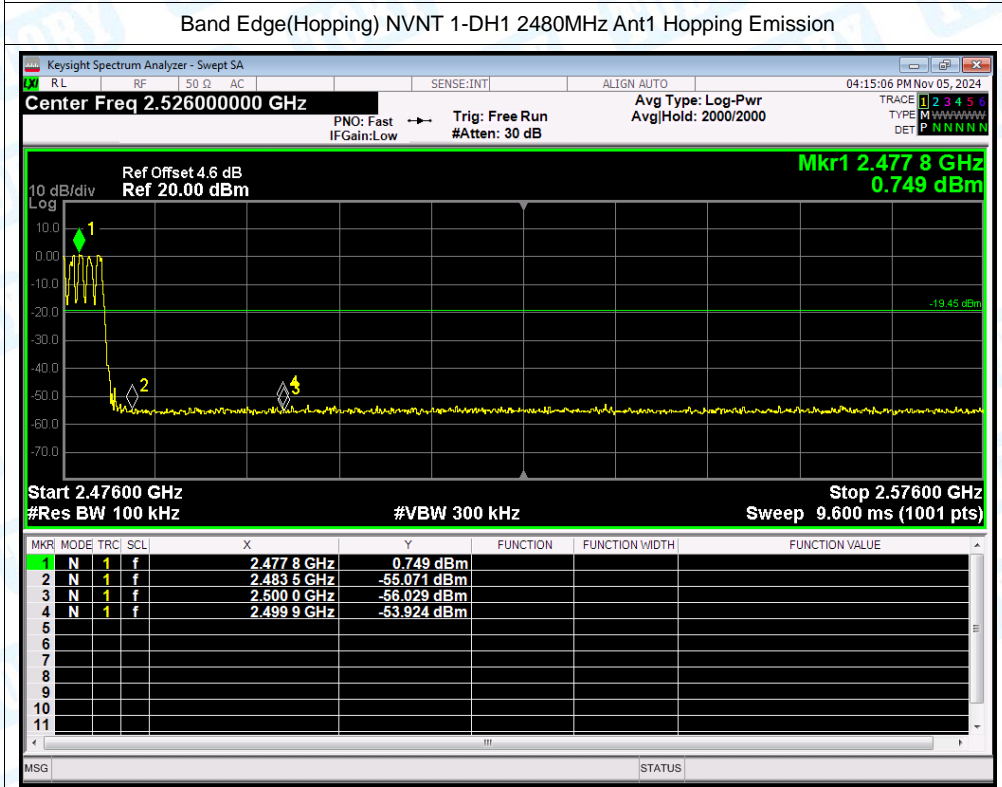 Band Edge(Hopping) NVNT 1-DH1 2480MHz Ant1 Hopping Emission
Keysight Spectrum Analyzer - Swept SA
LXI RL RF 50 Ω AC SENSE:INT ALIGN AUTO 04:15:06 PM Nov 05, 2024
Center Freq 2.526000000 GHz Avg Type: Log-Pwr TRACE 1 2 3 4 5 6
PNO: Fast Trig: Free Run Avg|Hold: 2000/2000 TYPE M WWWWW
IFGain:Low #Atten: 30 dB DET P N N N N N
Mkr1 2.477 8 GHz
Ref Offset 4.6 dB
10 dB/div Ref 20.00 dBm 0.749 dBm
Log
10.0 1
0.00
-10.0
-20.0 -19.45 dBm
-30.0
-40.0
-50.0 2 4 3
-60.0
-70.0
Start 2.47600 GHz Stop 2.57600 GHz
#Res BW 100 kHz #VBW 300 kHz Sweep 9.600 ms (1001 pts)
MKR MODE TRC SCL X Y FUNCTION FUNCTION WIDTH FUNCTION VALUE
1 N 1 f 2.477 8 GHz 0.749 dBm
2 N 1 f 2.483 5 GHz -55.071 dBm
3 N 1 f 2.500 0 GHz -56.029 dBm
4 N 1 f 2.499 9 GHz -53.924 dBm
5
6
7
8
9
10
11
MSG STATUS